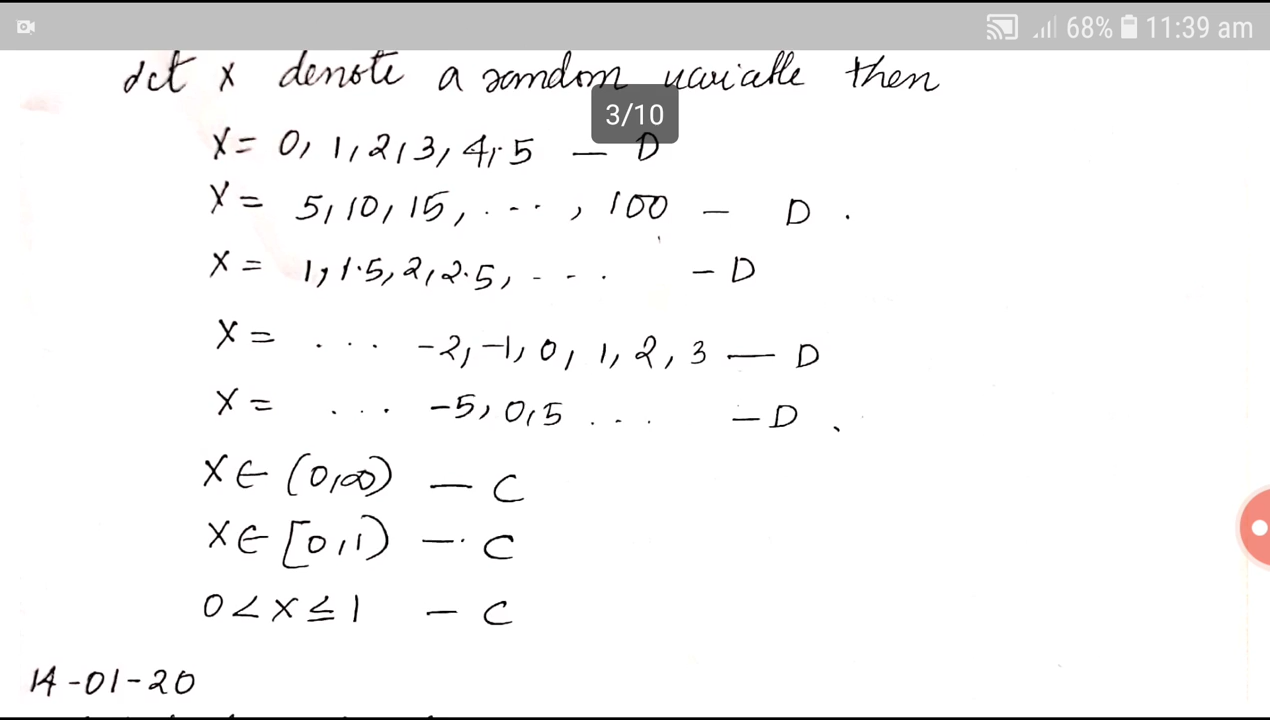 68% 11:39 am
Let x denote a random variable then
3/10
X= 0, 1, 2, 3, 4, 5 — D
X = 5, 10, 15, ..., 100 — D.
X = 1, 1.5, 2, 2.5, ... — D
X = ... -2, -1, 0, 1, 2, 3 — D
X = ... -5, 0, 5 ... — D.
X ∈ (0,∞) — C
X ∈ [0,1) — C
0 < X ≤ 1 — C
14-01-20